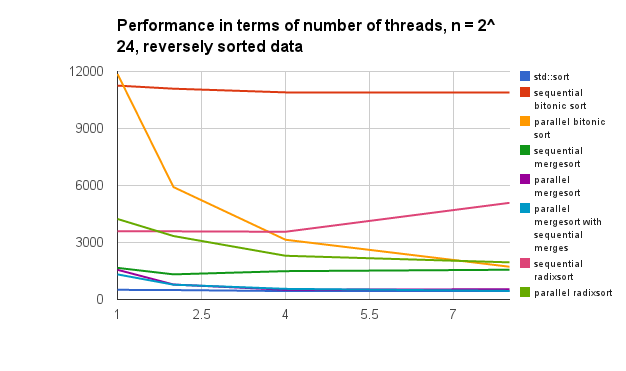 Performance in terms of number of threads, n = 2^
24, reversely sorted data
12000
9000
6000
3000
0
1
2.5
4
5.5
7
std::sort
sequential
bitonic sort
parallel bitonic
sort
sequential
mergesort
parallel
mergesort
parallel
mergesort with
sequential
merges
sequential
radixsort
parallel radixsort